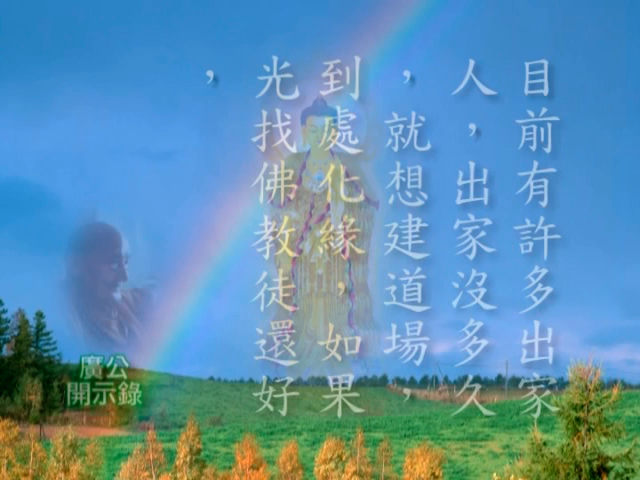 目前有許多出家
人，出家沒多久
，就想建道場，
到處化緣，如果
光找佛教徒還好
，
廣公
開示錄